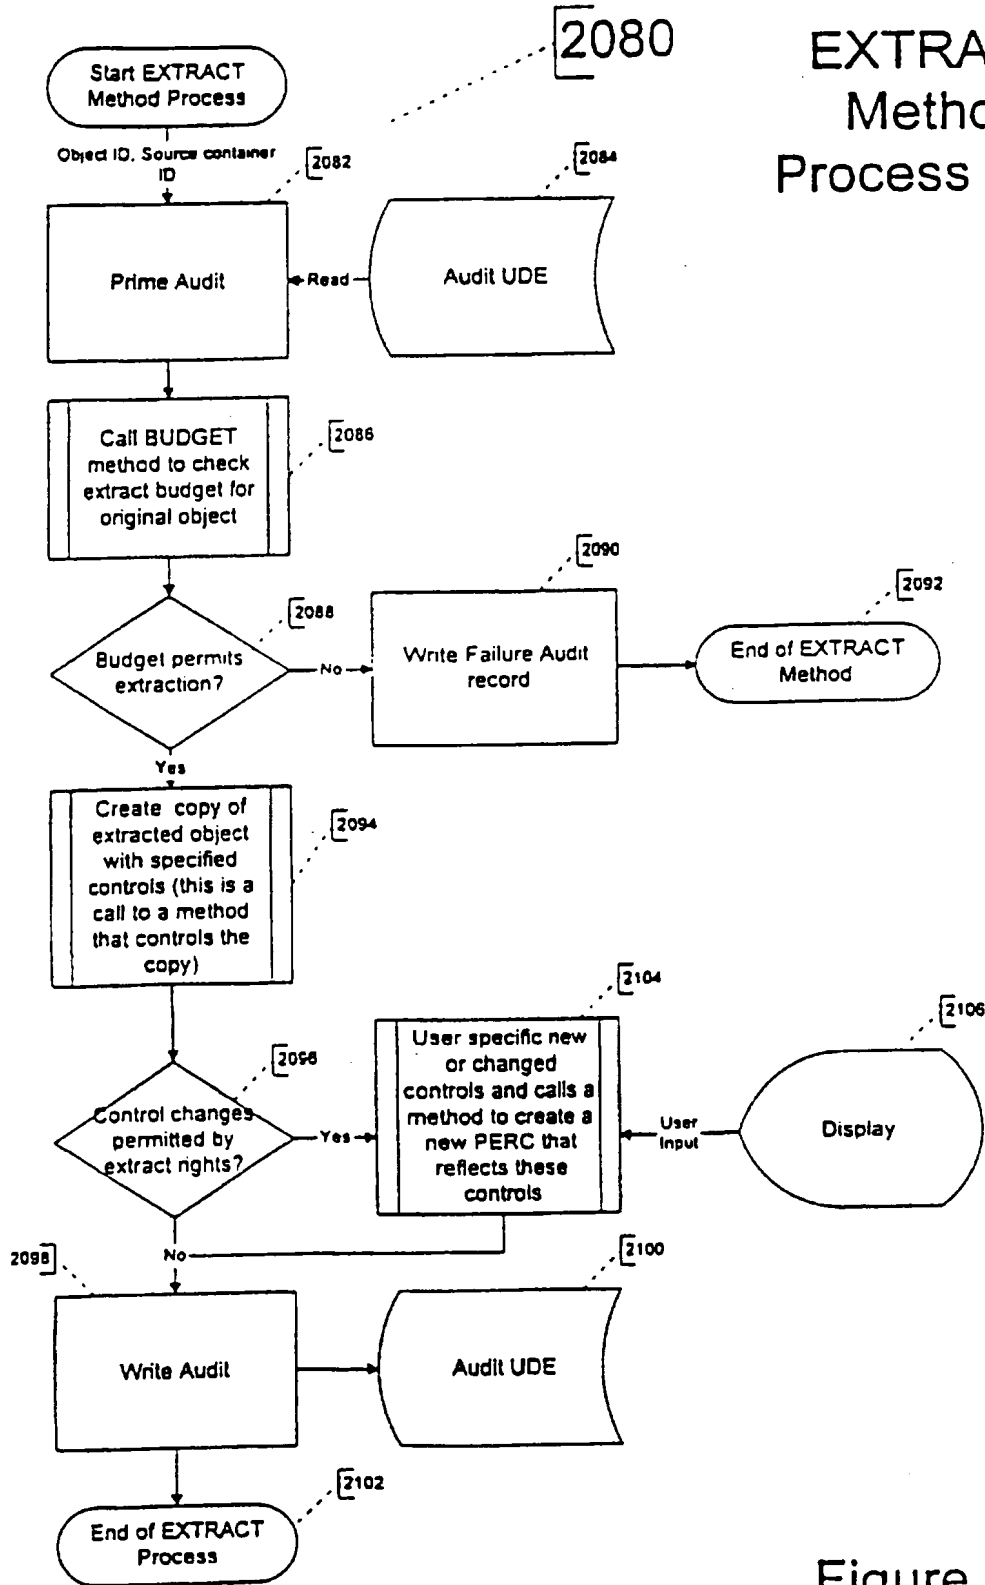 2080
EXTRA
Metho
Process
Start EXTRACT
Method Process
Object ID, Source container
ID
2082
2084
Prime Audit
Read
Audit UDE
Call BUDGET
method to check
extract budget for
original object
2086
2088
Budget permits
extraction?
No
2090
Write Failure Audit
record
2092
End of EXTRACT
Method
Yes
Create copy of
extracted object
with specified
controls (this is a
call to a method
that controls the
copy)
2094
2096
Control changes
permitted by
extract rights?
Yes
2104
User specific new
or changed
controls and calls a
method to create a
new PERC that
reflects these
controls
User
Input
2106
Display
No
2098
Write Audit
2100
Audit UDE
2102
End of EXTRACT
Process
Figure